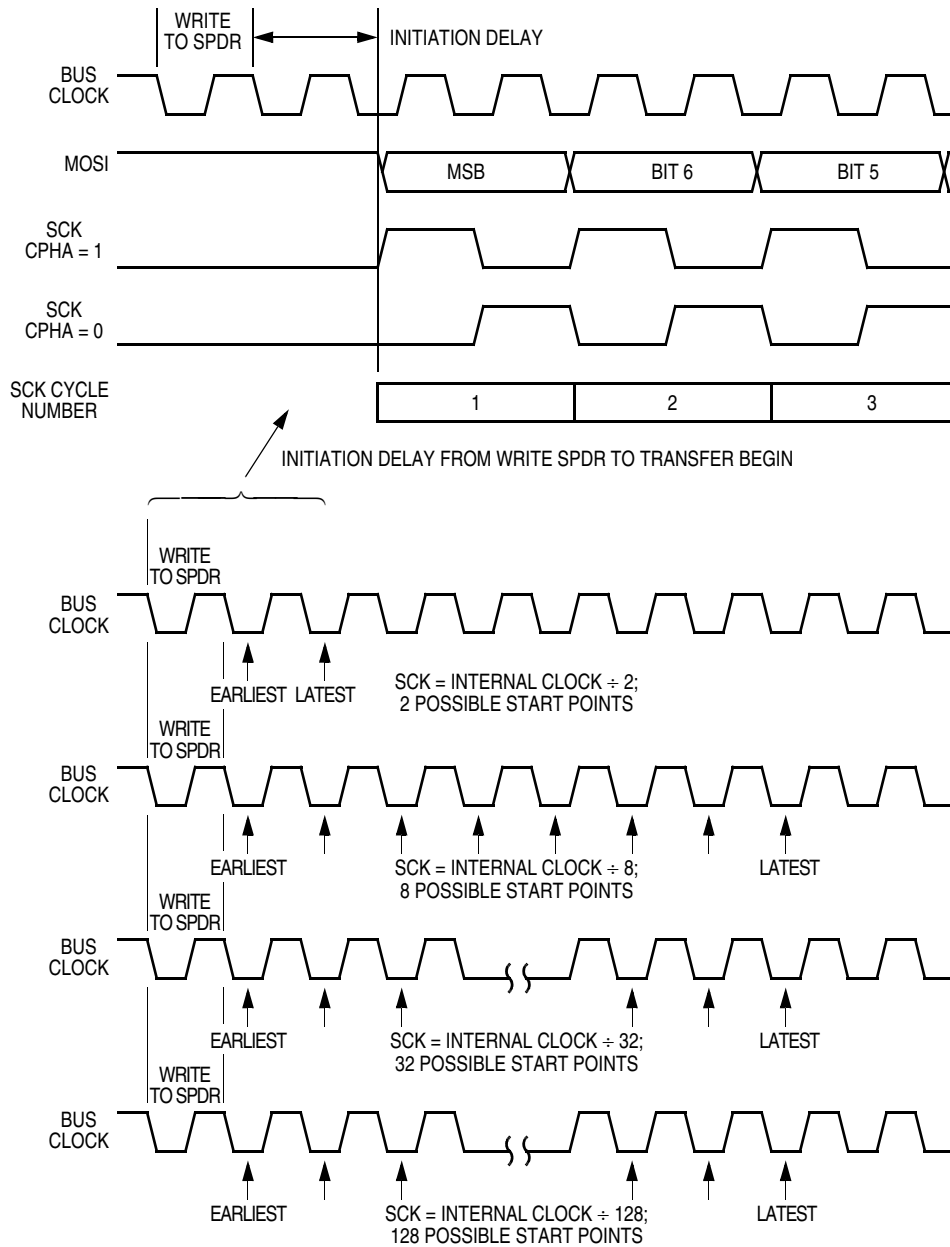 WRITE
TO SPDR
INITIATION DELAY
BUS
CLOCK
MOSI
MSB
BIT 6
BIT 5
SCK
CPHA = 1
SCK
CPHA = 0
SCK CYCLE
NUMBER
1
2
3
INITIATION DELAY FROM WRITE SPDR TO TRANSFER BEGIN
WRITE
TO SPDR
BUS
CLOCK
EARLIEST
LATEST
SCK = INTERNAL CLOCK ÷ 2;
2 POSSIBLE START POINTS
WRITE
TO SPDR
BUS
CLOCK
EARLIEST
SCK = INTERNAL CLOCK ÷ 8;
8 POSSIBLE START POINTS
LATEST
WRITE
TO SPDR
BUS
CLOCK
EARLIEST
SCK = INTERNAL CLOCK ÷ 32;
32 POSSIBLE START POINTS
LATEST
WRITE
TO SPDR
BUS
CLOCK
EARLIEST
SCK = INTERNAL CLOCK ÷ 128;
128 POSSIBLE START POINTS
LATEST